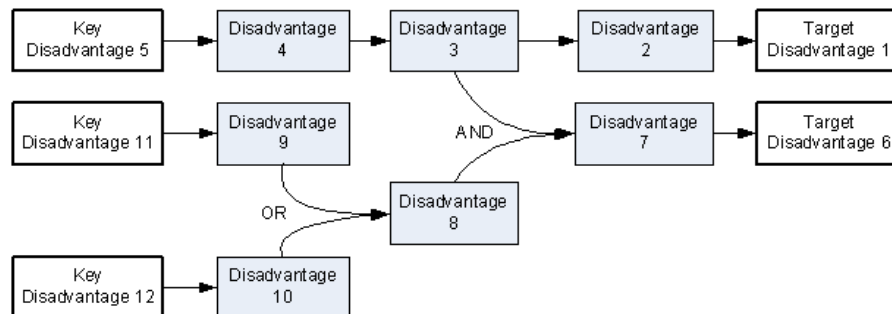 Key
Disadvantage 5
Disadvantage
4
Disadvantage
3
Disadvantage
2
Target
Disadvantage 1
Key
Disadvantage 11
Disadvantage
9
AND
Disadvantage
7
Target
Disadvantage 6
OR
Disadvantage
8
Key
Disadvantage 12
Disadvantage
10